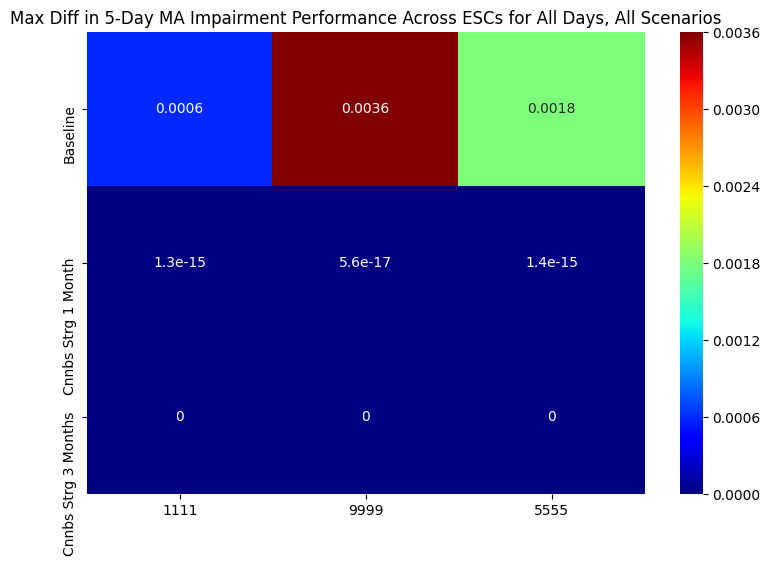 Max Diff in 5-Day MA Impairment Performance Across ESCs for All Days, All Scenarios
Baseline
0.0006 0.0036 0.0018
Cnnbs Strg 1 Month
1.3e-15 5.6e-17 1.4e-15
Cnnbs Strg 3 Months
0 0 0
1111 9999 5555
0.0036
0.0030
0.0024
0.0018
0.0012
0.0006
0.0000